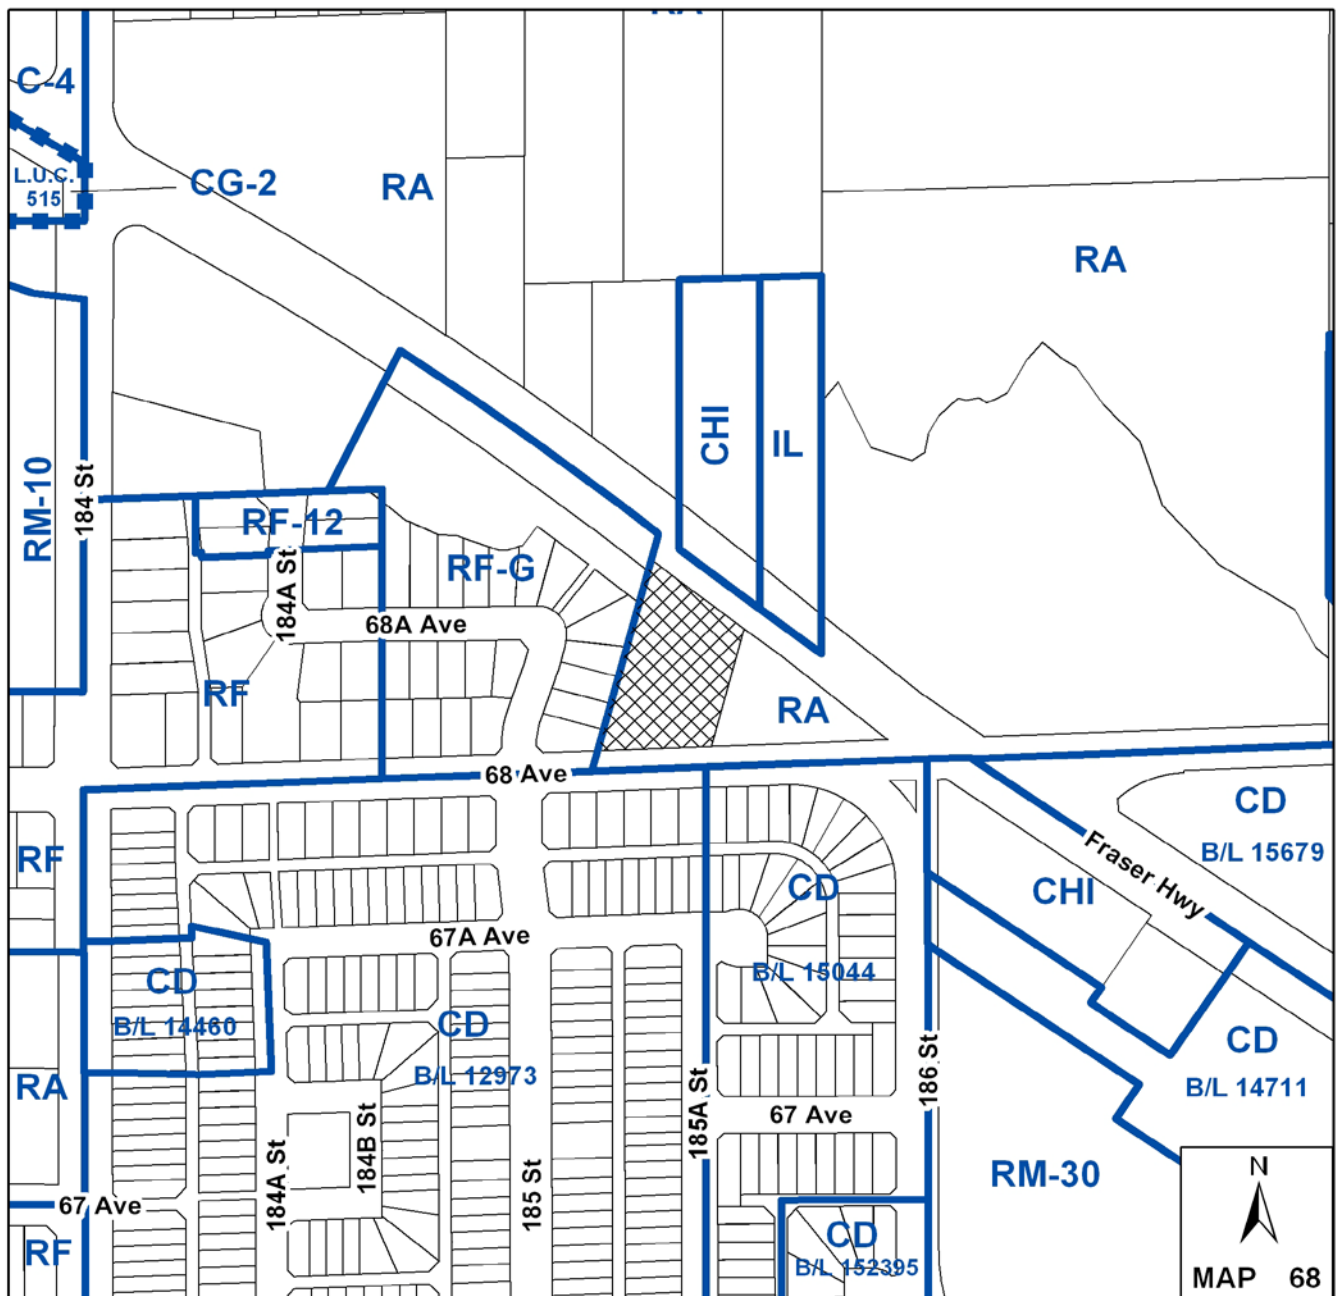 RA
C-4
L.U.C.
515
CG-2
RA
RA
CHI
IL
RM-10
184 St
RF-12
184A St
RF-G
68A Ave
RF
RA
68 Ave
CD
B/L 15679
Fraser Hwy
RF
CHI
CD
67A Ave
B/L 15044
CD
B/L 14460
CD
B/L 12973
CD
B/L 14711
186 St
RA
185A St
67 Ave
184B St
184A St
185 St
RM-30
67 Ave
RF
CD
B/L 152395
N
MAP 68